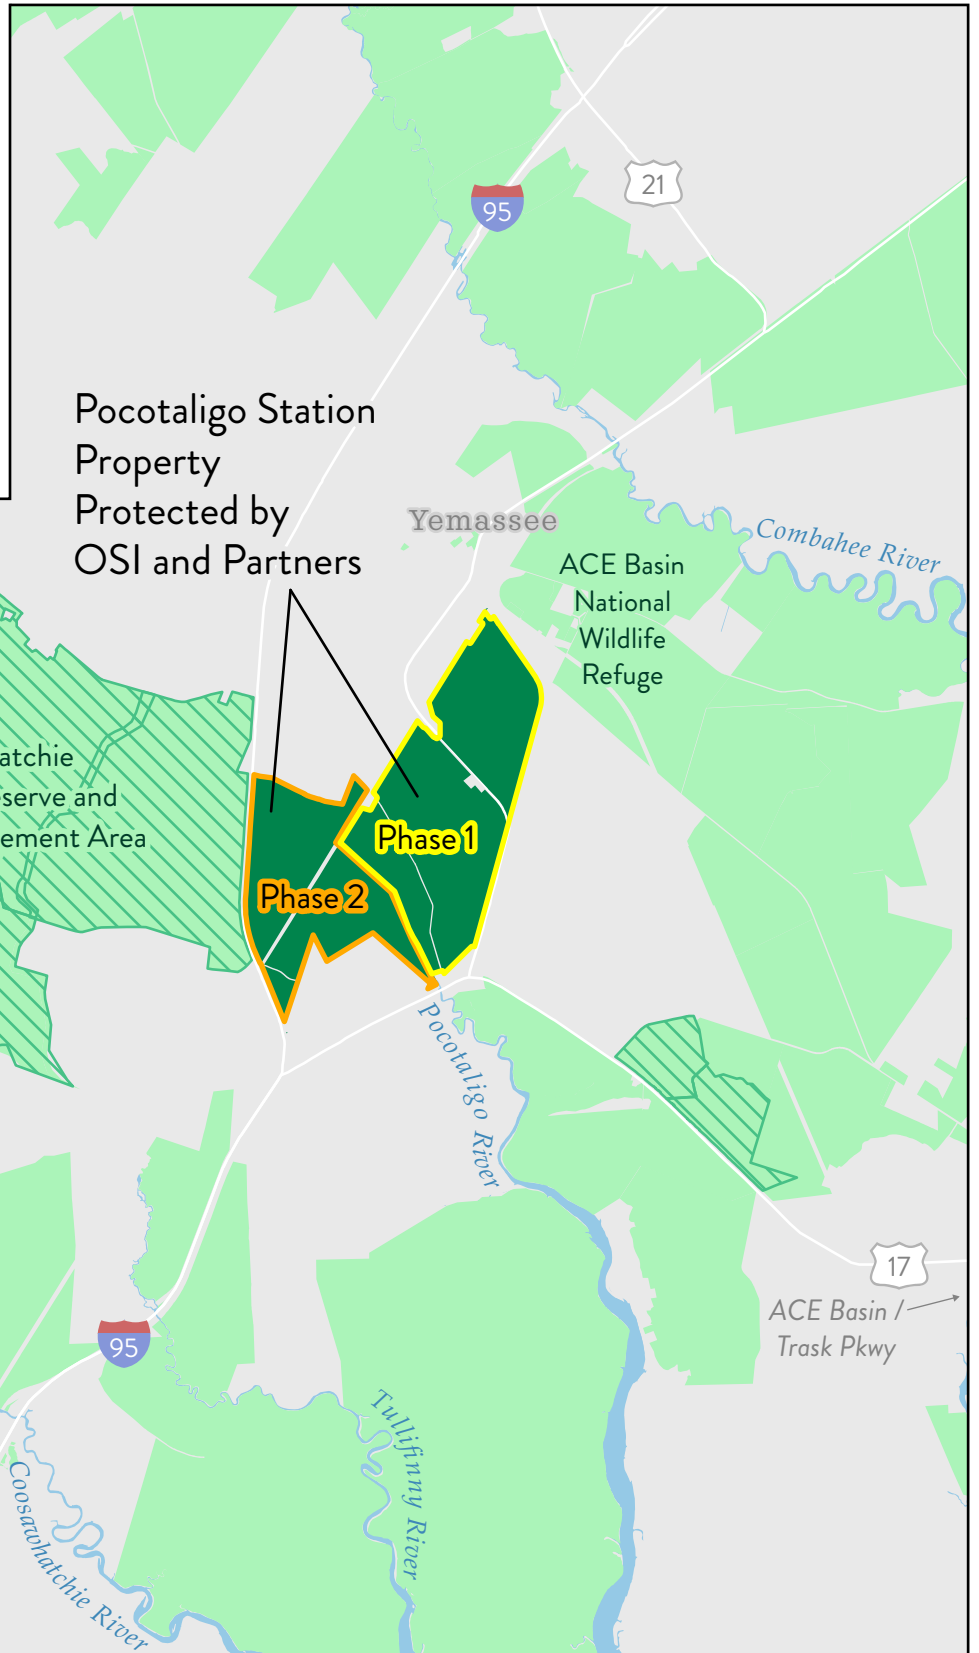 95
21
Pocotaligo Station
Property
Protected by
OSI and Partners
Yemassee
Combahee River
ACE Basin
National
Wildlife
Refuge
atchie
serve and
ement Area
Phase 1
Phase 2
Pocotaligo River
17
ACE Basin /
Trask Pkwy
95
Tullifinny River
Coosawhatchie River